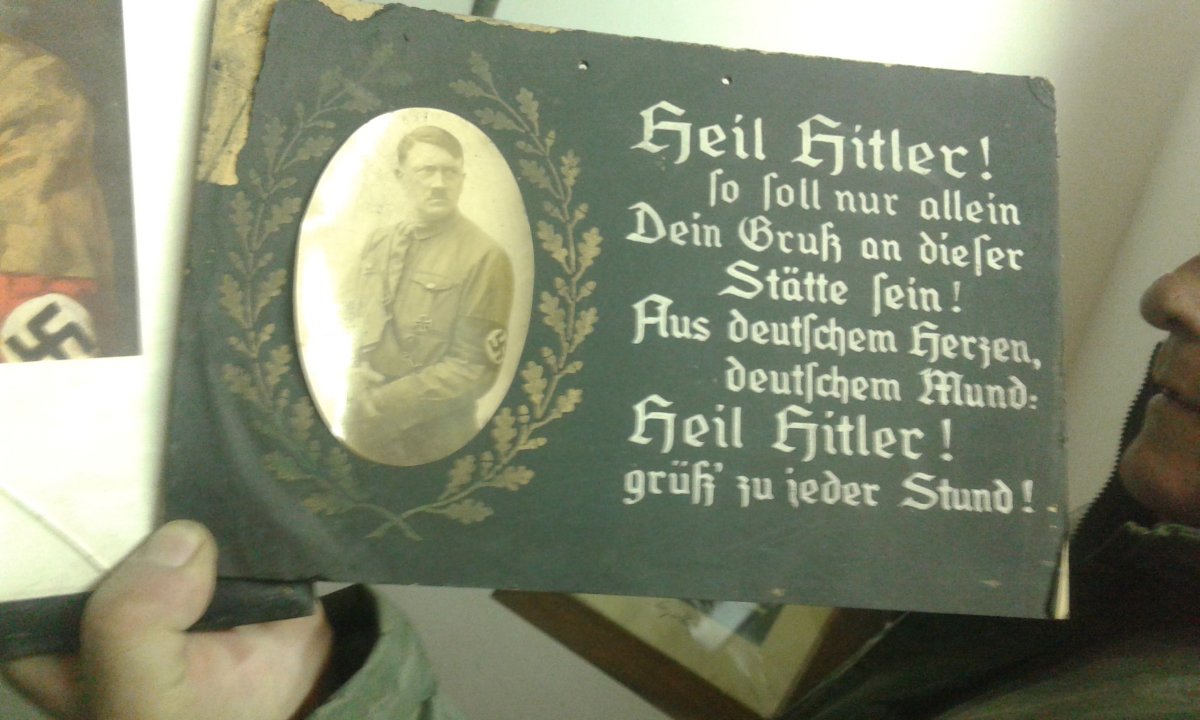 Heil Hitler!
so soll nur allein
Dein Gruß an dieser
Stätte sein!
Aus deutschem Herzen,
deutschem Mund:
Heil Hitler!
grüß' zu jeder Stund!